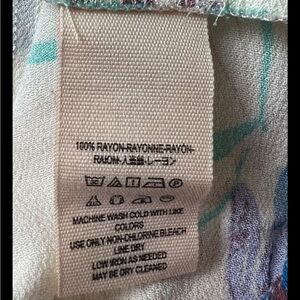 100% RAYON-RAYONNE-RAYON-
RAION-人造絲-レーヨン
MACHINE WASH COLD WITH LIKE
COLORS
USE ONLY NON-CHLORINE BLEACH
LINE DRY
LOW IRON AS NEEDED
MAY BE DRY CLEANED